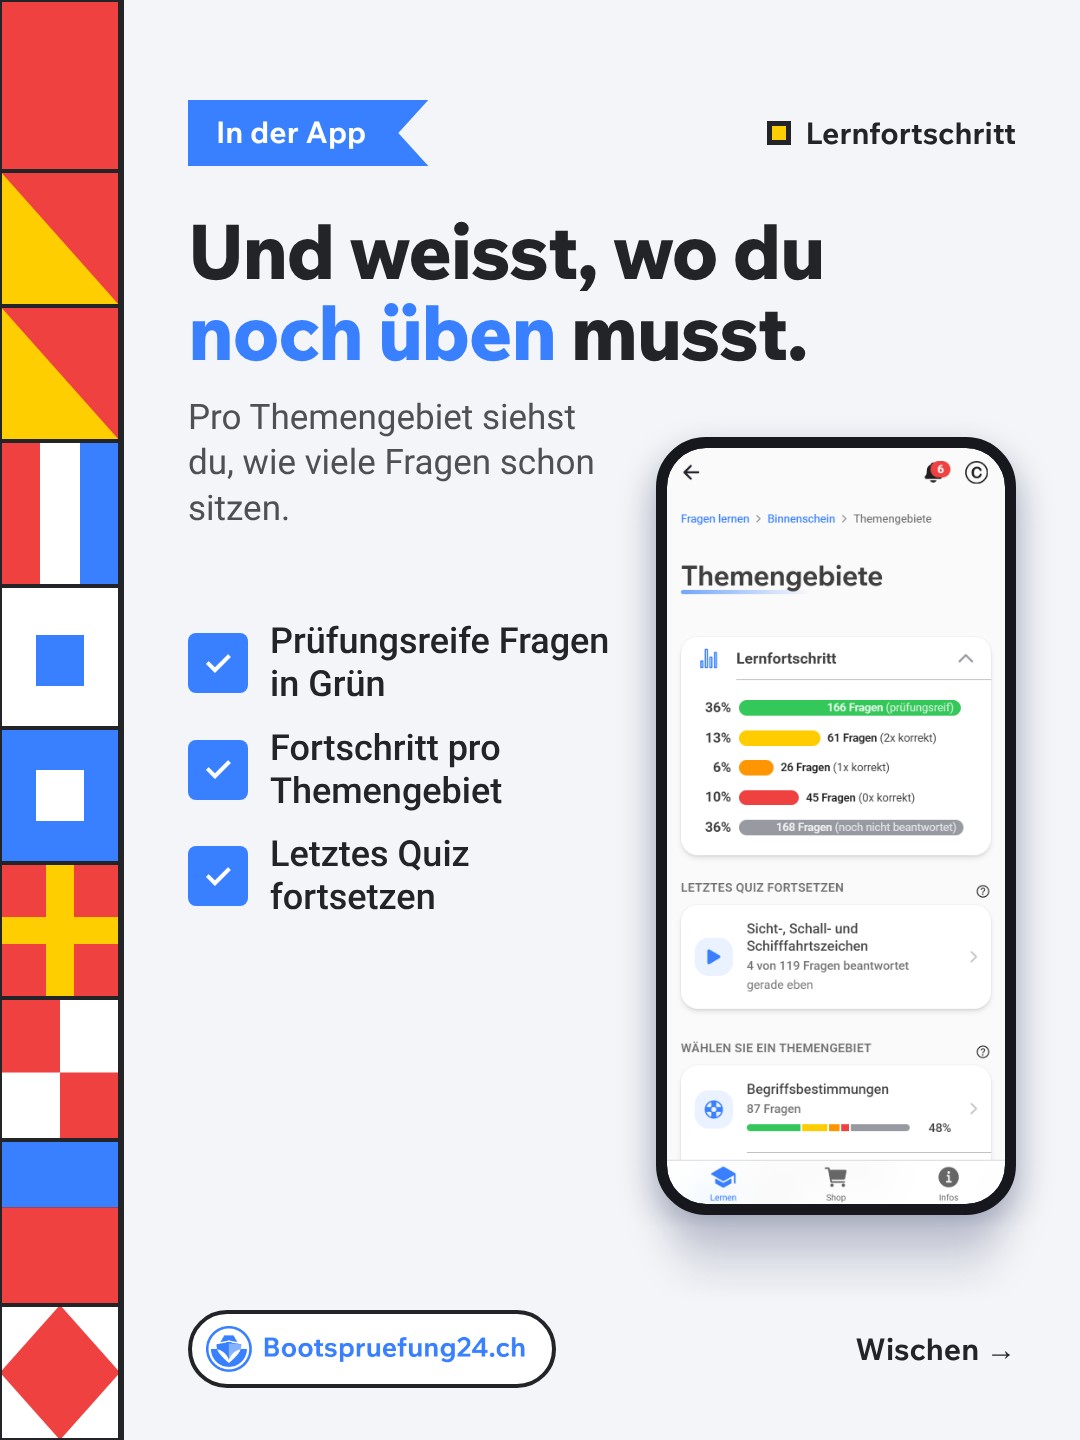 In der App
Lernfortschritt
Und weisst, wo du
noch üben musst.
Pro Themengebiet siehst
du, wie viele Fragen schon
sitzen.
Prüfungsreife Fragen
in Grün
Fortschritt pro
Themengebiet
Letztes Quiz
fortsetzen
6
C
Fragen lernen > Binnenschein > Themengebiete
Themengebiete
Lernfortschritt
36% 166 Fragen (prüfungsreif)
13% 61 Fragen (2x korrekt)
6% 26 Fragen (1x korrekt)
10% 45 Fragen (0x korrekt)
36% 168 Fragen (noch nicht beantwortet)
LETZTES QUIZ FORTSETZEN
Sicht-, Schall- und
Schifffahrtszeichen
4 von 119 Fragen beantwortet
gerade eben
WÄHLEN SIE EIN THEMENGEBIET
Begriffsbestimmungen
87 Fragen
48%
Lernen Shop Infos
Bootspruefung24.ch
Wischen →